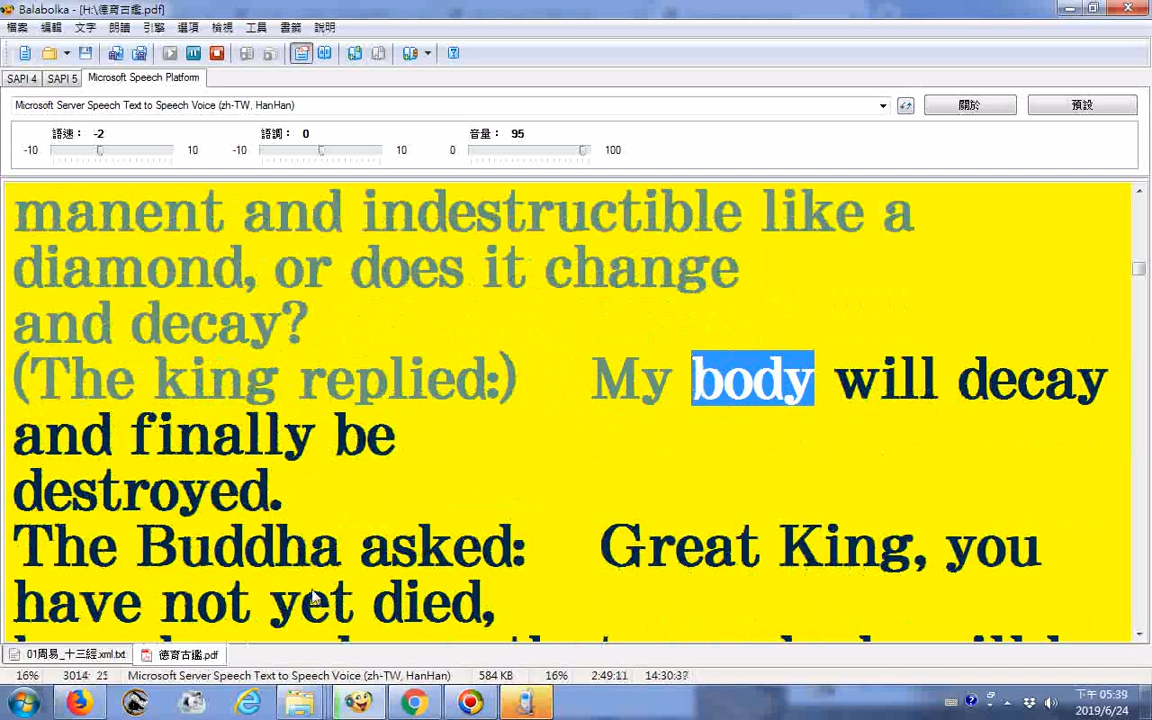 Balabolka - [H:\德育古鑑.pdf]
檔案 編輯 文字 朗讀 引擎 選項 檢視 工具 書籤 說明
SAPI 4 SAPI 5 Microsoft Speech Platform
Microsoft Server Speech Text to Speech Voice (zh-TW, HanHan) 關於 預設
語速： -2 語調： 0 音量： 95
-10 10 -10 10 0 100
manent and indestructible like a
diamond, or does it change
and decay?
(The king replied:) My body will decay
and finally be
destroyed.
The Buddha asked: Great King, you
have not yet died,
01周易_十三經.xml.txt 德育古鑑.pdf
16% 3014: 25 Microsoft Server Speech Text to Speech Voice (zh-TW, HanHan) 584 KB 16% 2:49:11 14:30:37
下午 05:39
2019/6/24